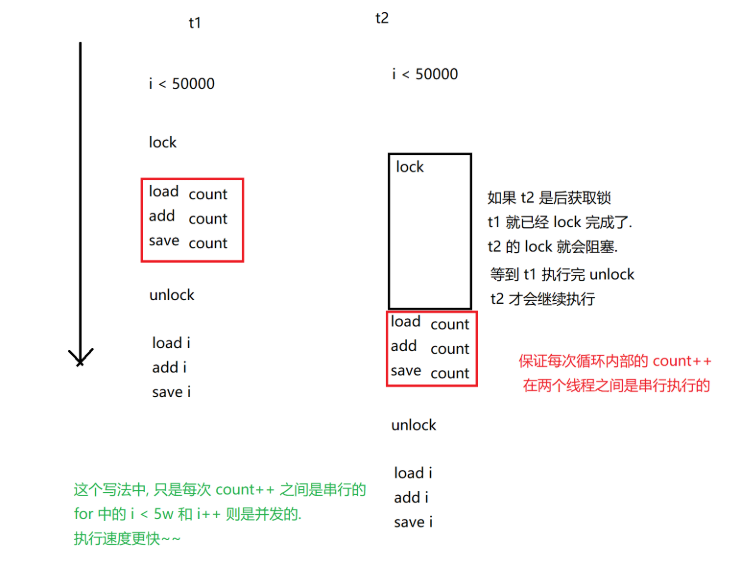 t1
t2
i < 50000
i < 50000
lock
lock
load count
add count
save count
如果 t2 是后获取锁
t1 就已经 lock 完成了.
t2 的 lock 就会阻塞.
等到 t1 执行完 unlock
t2 才会继续执行
unlock
load i
add i
save i
load count
add count
save count
保证每次循环内部的 count++
在两个线程之间是串行执行的
unlock
load i
add i
save i
这个写法中, 只是每次 count++ 之间是串行的
for 中的 i < 5w 和 i++ 则是并发的.
执行速度更快~~